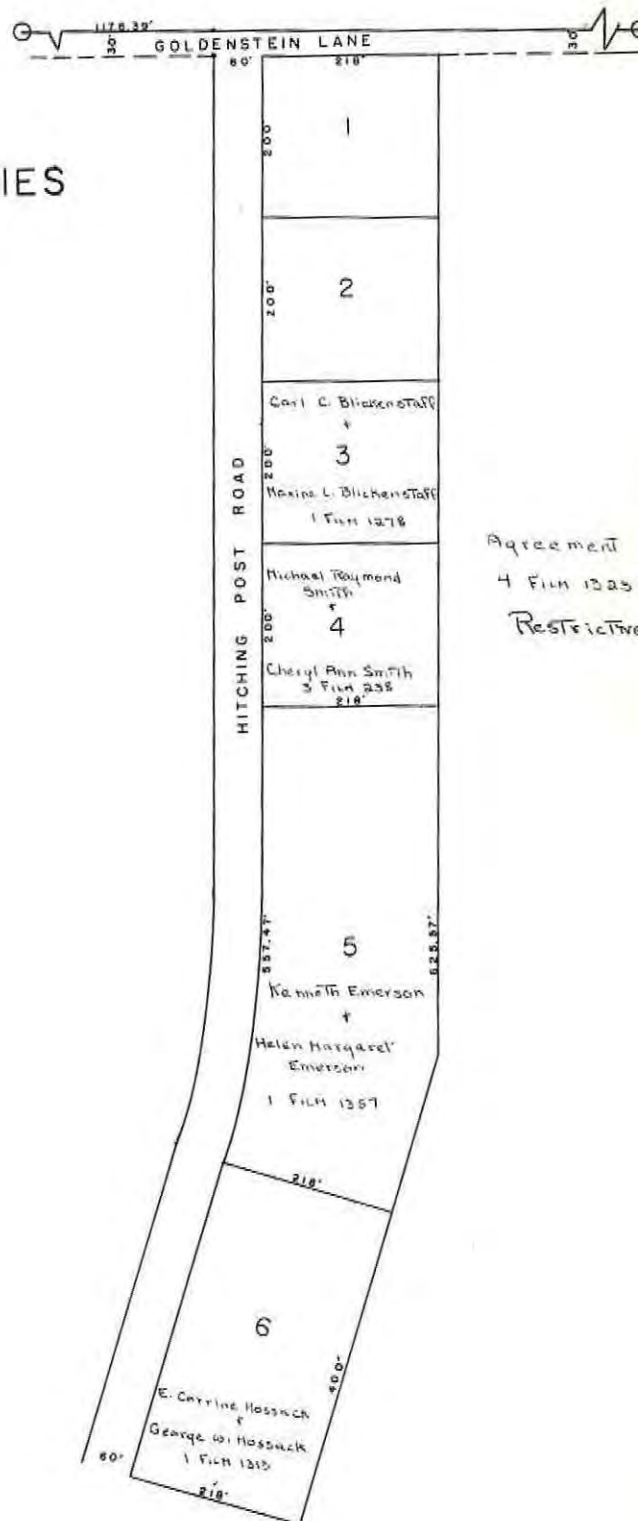 1176.39'
GOLDENSTEIN LANE
30'
30'
60'
218'
IES
200'
1
200'
2
Carl C. Blickenstaff
+
200'
3
Maxine L. Blickenstaff
1 FILM 1278
HITCHING POST ROAD
Agreement
4 FILM 1323
Restrictive
Michael Raymond
Smith
+
200'
4
Cheryl Ann Smith
3 FILM 238
218'
557.47'
5
625.57'
Kenneth Emerson
+
Helen Margaret
Emerson
1 FILM 1357
218'
6
400'
E. Corrine Hossack
+
George W. Hossack
1 FILM 1313
60'
218'